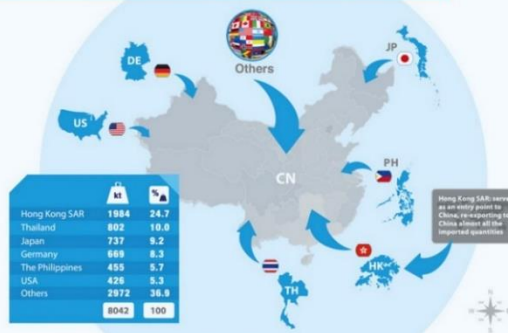 DE
Others
JP
US
CN
PH
kt %
Hong Kong SAR 1984 24.7
Thailand 802 10.0
Japan 737 9.2
Germany 669 8.3
The Philippines 455 5.7
USA 426 5.3
Others 2972 36.9
8042 100
TH
HK
Hong Kong SAR: serves
as an entry point to
China, re-exporting to
China almost all the
imported quantities